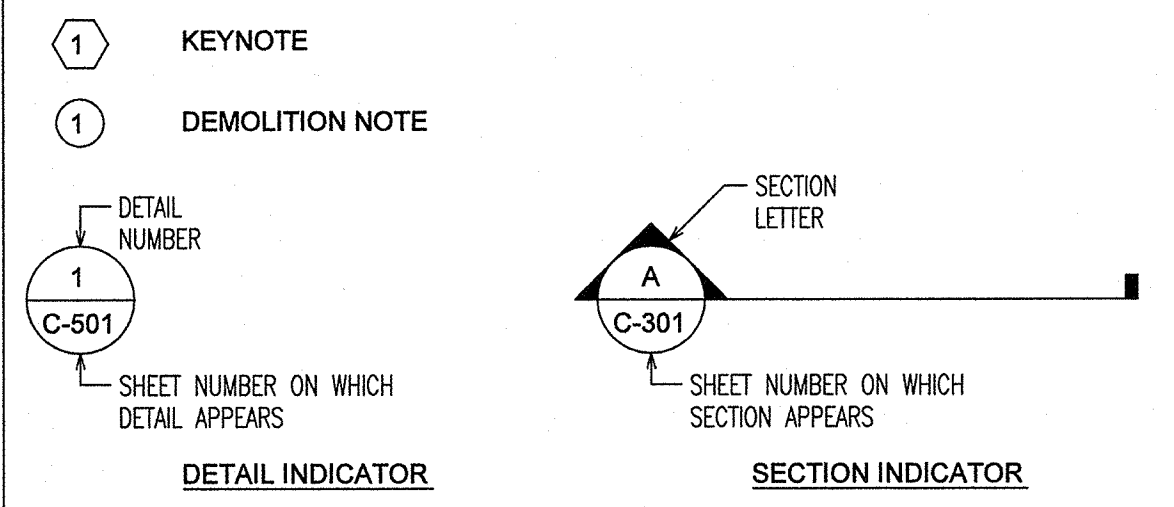 1 KEYNOTE
1 DEMOLITION NOTE
DETAIL
NUMBER
1
C-501
SHEET NUMBER ON WHICH
DETAIL APPEARS
DETAIL INDICATOR
SECTION
LETTER
A
C-301
SHEET NUMBER ON WHICH
SECTION APPEARS
SECTION INDICATOR